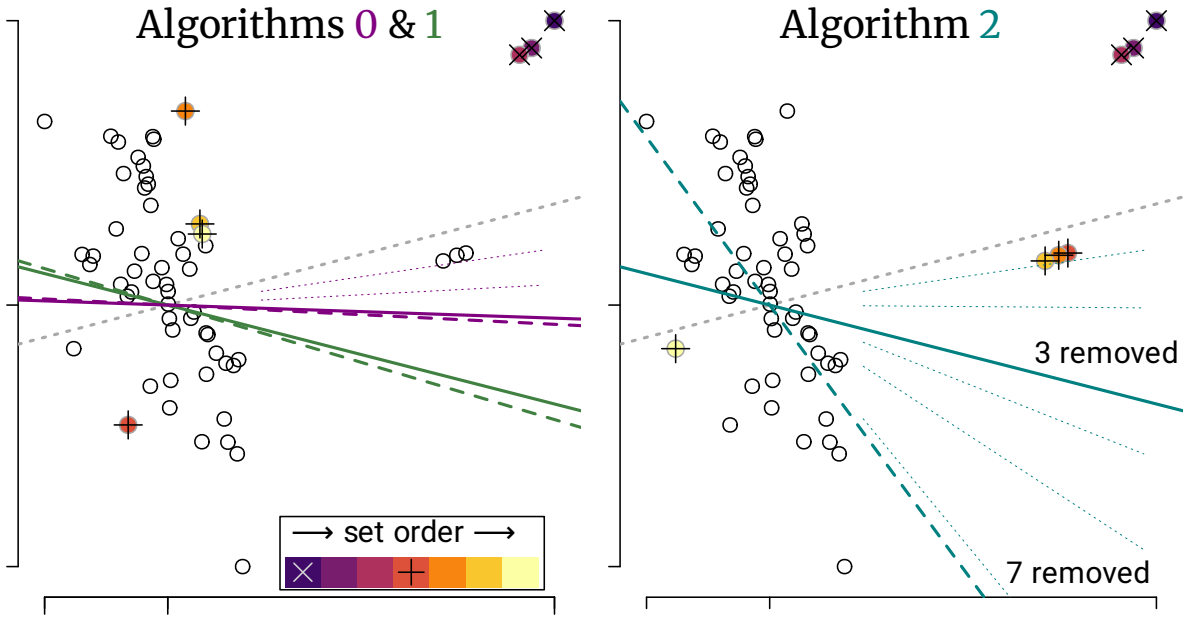 Algorithms 0 & 1
Algorithm 2
3 removed
7 removed
⟶ set order ⟶